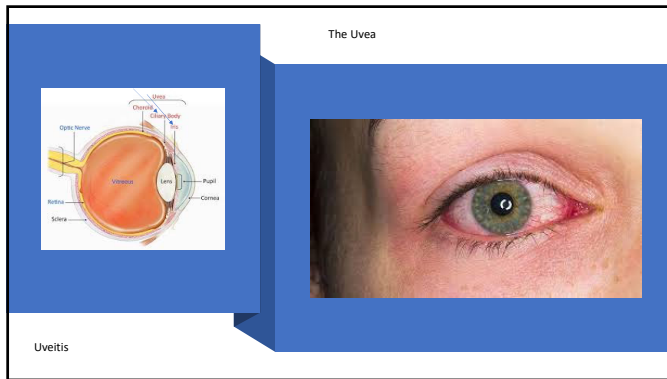 The Uvea
Uvea
Choroid
Ciliary Body
Iris
Optic Nerve
Vitreous
Lens
Pupil
Cornea
Retina
Sclera
Uveitis